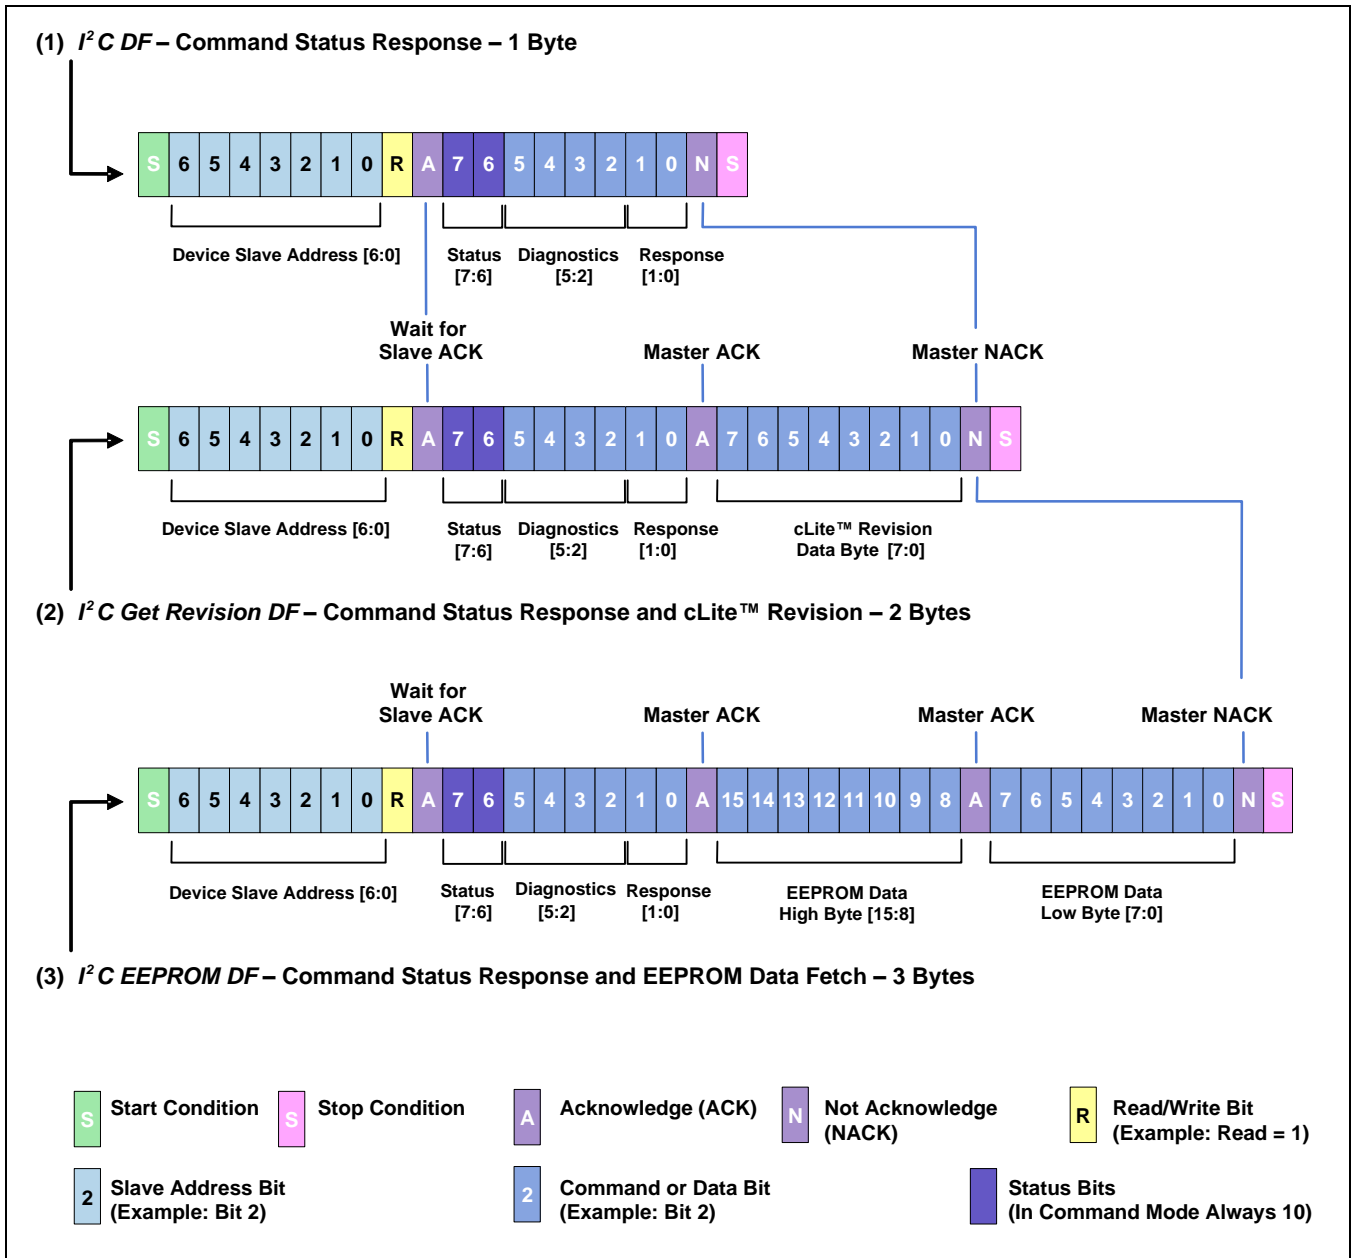 (1) I² C DF – Command Status Response – 1 Byte
S 6 5 4 3 2 1 0 R A 7 6 5 4 3 2 1 0 N S
Device Slave Address [6:0] Status [7:6] Diagnostics [5:2] Response [1:0]
Wait for Slave ACK Master ACK Master NACK
S 6 5 4 3 2 1 0 R A 7 6 5 4 3 2 1 0 A 7 6 5 4 3 2 1 0 N S
Device Slave Address [6:0] Status [7:6] Diagnostics [5:2] Response [1:0] cLite™ Revision Data Byte [7:0]
(2) I² C Get Revision DF – Command Status Response and cLite™ Revision – 2 Bytes
Wait for Slave ACK Master ACK Master ACK Master NACK
S 6 5 4 3 2 1 0 R A 7 6 5 4 3 2 1 0 A 15 14 13 12 11 10 9 8 A 7 6 5 4 3 2 1 0 N S
Device Slave Address [6:0] Status [7:6] Diagnostics [5:2] Response [1:0] EEPROM Data High Byte [15:8] EEPROM Data Low Byte [7:0]
(3) I² C EEPROM DF – Command Status Response and EEPROM Data Fetch – 3 Bytes
S Start Condition S Stop Condition A Acknowledge (ACK) N Not Acknowledge (NACK) R Read/Write Bit (Example: Read = 1)
2 Slave Address Bit (Example: Bit 2) 2 Command or Data Bit (Example: Bit 2) Status Bits (In Command Mode Always 10)